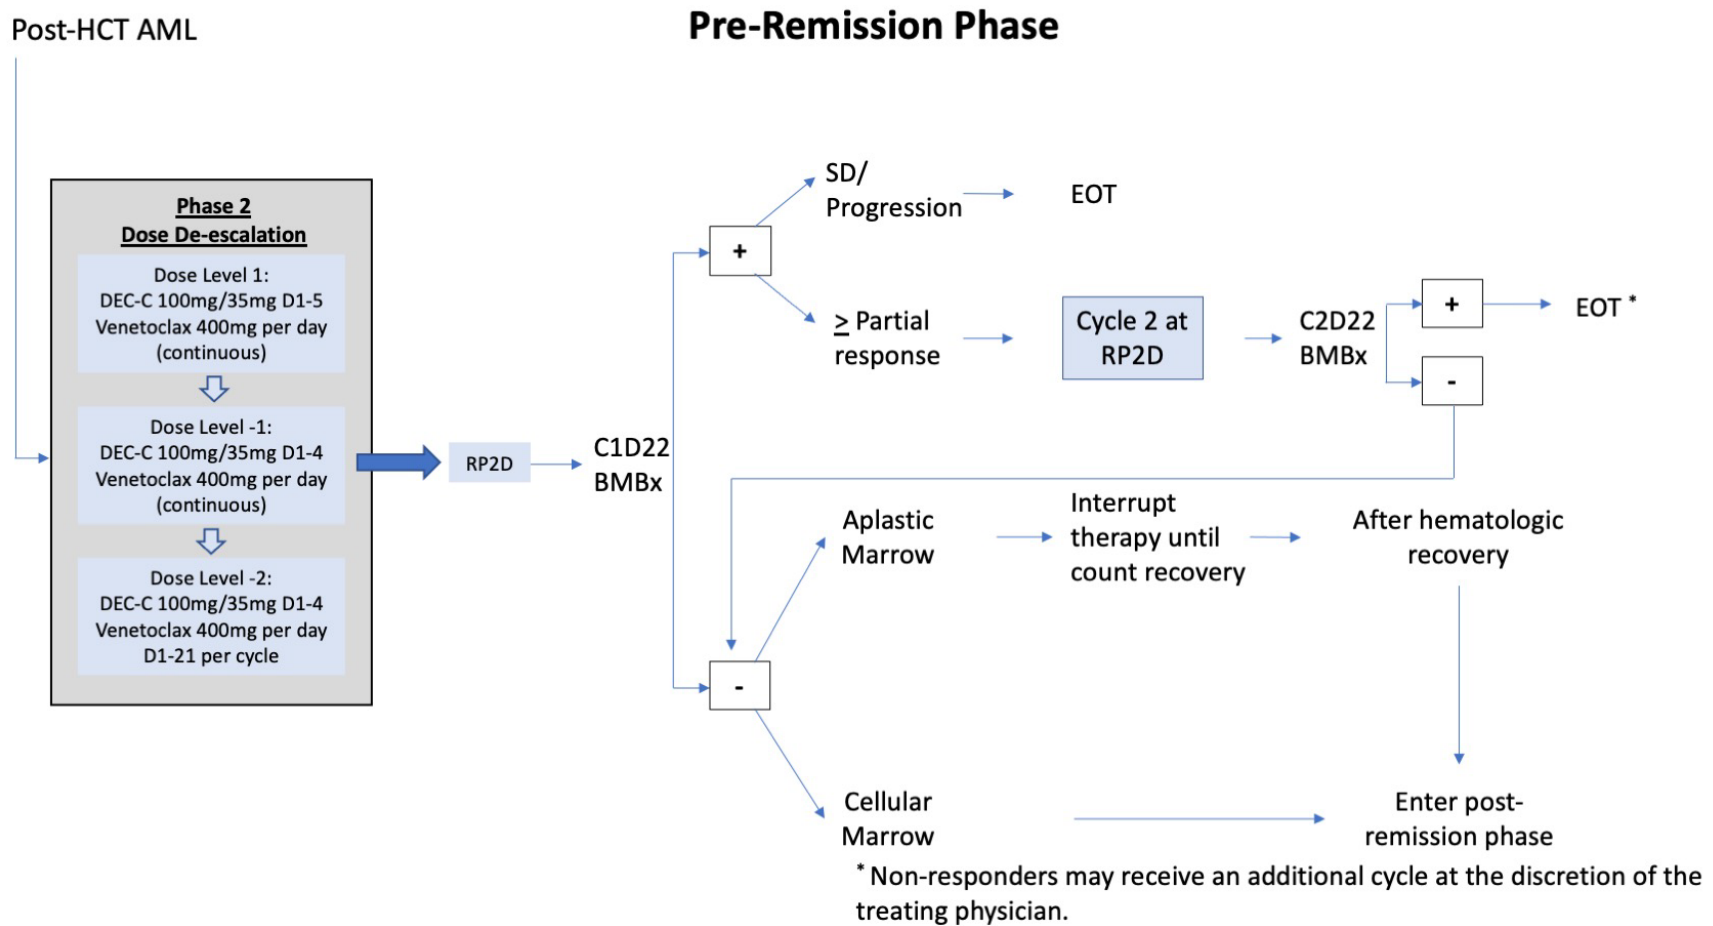 Post-HCT AML
Pre-Remission Phase
Phase 2
Dose De-escalation
Dose Level 1:
DEC-C 100mg/35mg D1-5
Venetoclax 400mg per day
(continuous)
Dose Level -1:
DEC-C 100mg/35mg D1-4
Venetoclax 400mg per day
(continuous)
Dose Level -2:
DEC-C 100mg/35mg D1-4
Venetoclax 400mg per day
D1-21 per cycle
RP2D
C1D22
BMBx
+
SD/
Progression
EOT
≥ Partial
response
Cycle 2 at
RP2D
C2D22
BMBx
+
EOT *
-
-
Aplastic
Marrow
Interrupt
therapy until
count recovery
After hematologic
recovery
Cellular
Marrow
Enter post-
remission phase
* Non-responders may receive an additional cycle at the discretion of the
treating physician.